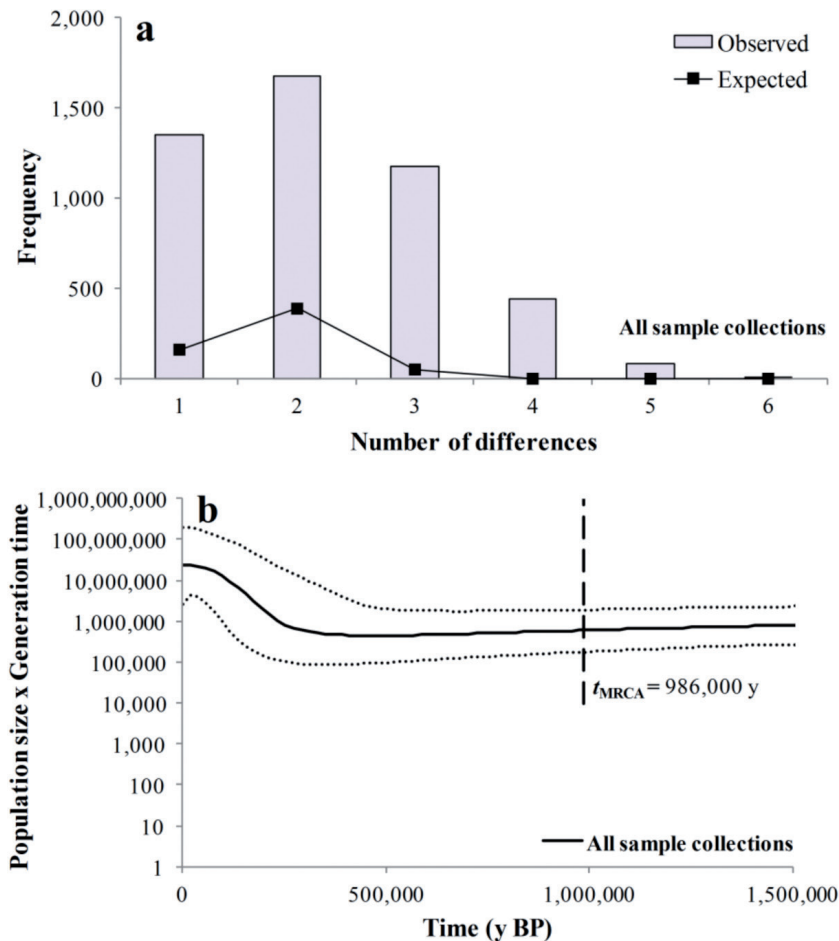 a
2,000
1,500
1,000
500
0
Frequency
Observed
Expected
All sample collections
1 2 3 4 5 6
Number of differences
b
1,000,000,000
100,000,000
10,000,000
1,000,000
100,000
10,000
1,000
100
10
1
Population size x Generation time
tMRCA = 986,000 y
All sample collections
0 500,000 1,000,000 1,500,000
Time (y BP)